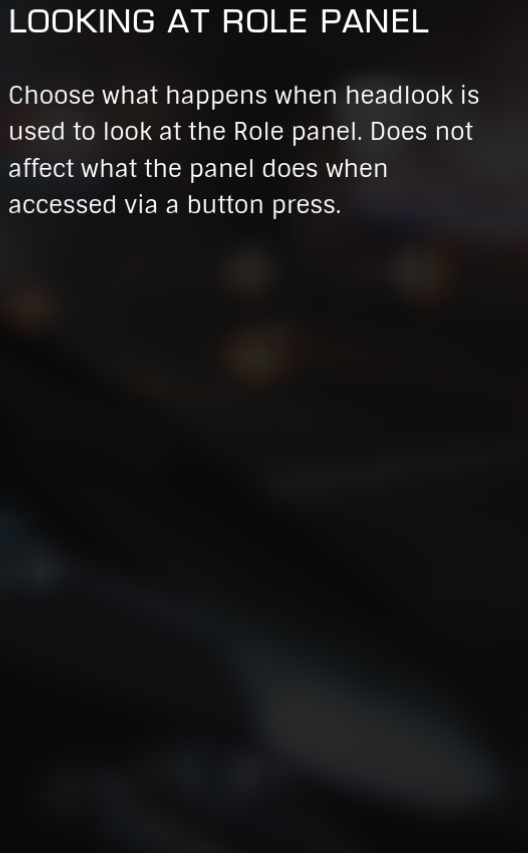 LOOKING AT ROLE PANEL
Choose what happens when headlook is
used to look at the Role panel. Does not
affect what the panel does when
accessed via a button press.